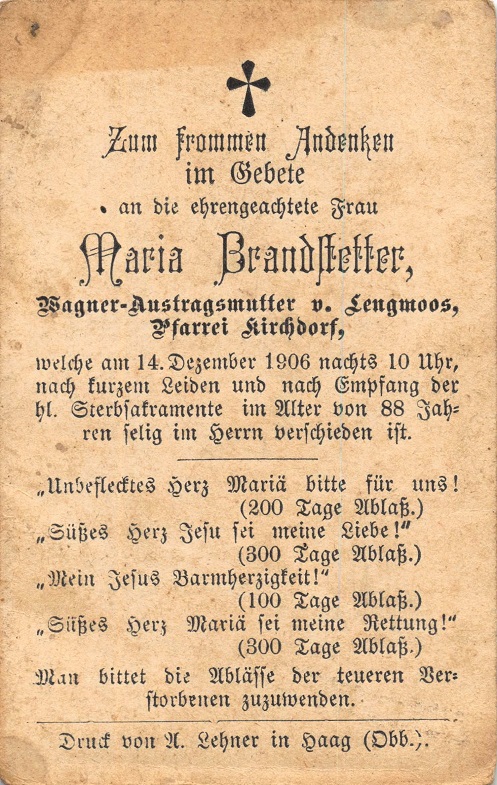 Zum frommen Andenken
im Gebete
an die ehrengeachtete Frau
Maria Brandstetter,
Wagner-Austragsmutter v. Lengmoos,
Pfarrei Kirchdorf,
welche am 14. Dezember 1906 nachts 10 Uhr,
nach kurzem Leiden und nach Empfang der
hl. Sterbsakramente im Alter von 88 Jah-
ren selig im Herrn verschieden ist.
„Unbeflecktes Herz Mariä bitte für uns!
(200 Tage Ablaß.)
„Süßes Herz Jesu sei meine Liebe!"
(300 Tage Ablaß.)
„Mein Jesus Barmherzigkeit!"
(100 Tage Ablaß.)
„Süßes Herz Mariä sei meine Rettung!"
(300 Tage Ablaß.)
Man bittet die Ablässe der teueren Ver-
storbenen zuzuwenden.
Druck von A. Lehner in Haag (Obb.).